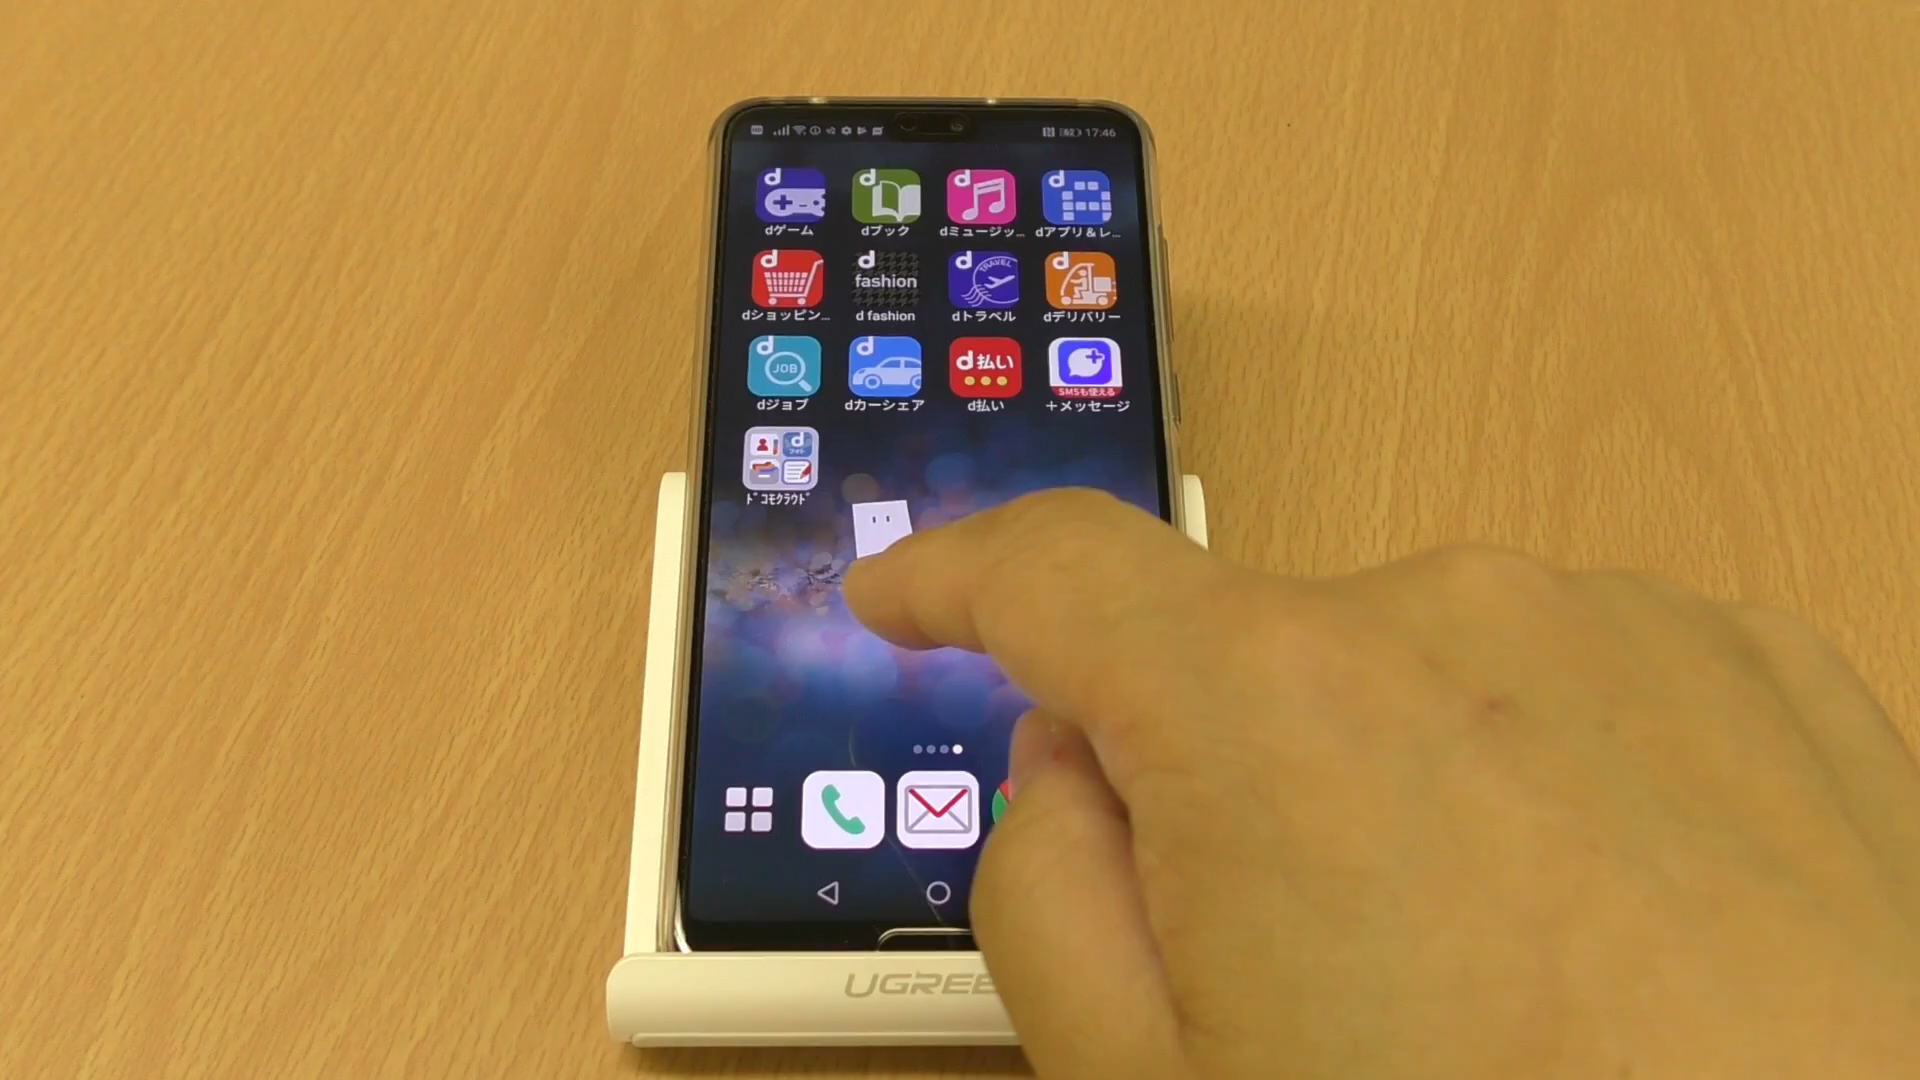 17:46
d
d
d
d
dゲーム
dブック
dミュージッ…
dアプリ＆レ…
d
d
fashion
d
TRAVEL
d
dショッピン…
d fashion
dトラベル
dデリバリー
d
JOB
d
d払い
SMSも使える
dジョブ
dカーシェア
d払い
＋メッセージ
d
ﾄﾞｺﾓｸﾗｳﾄﾞ
UGREE